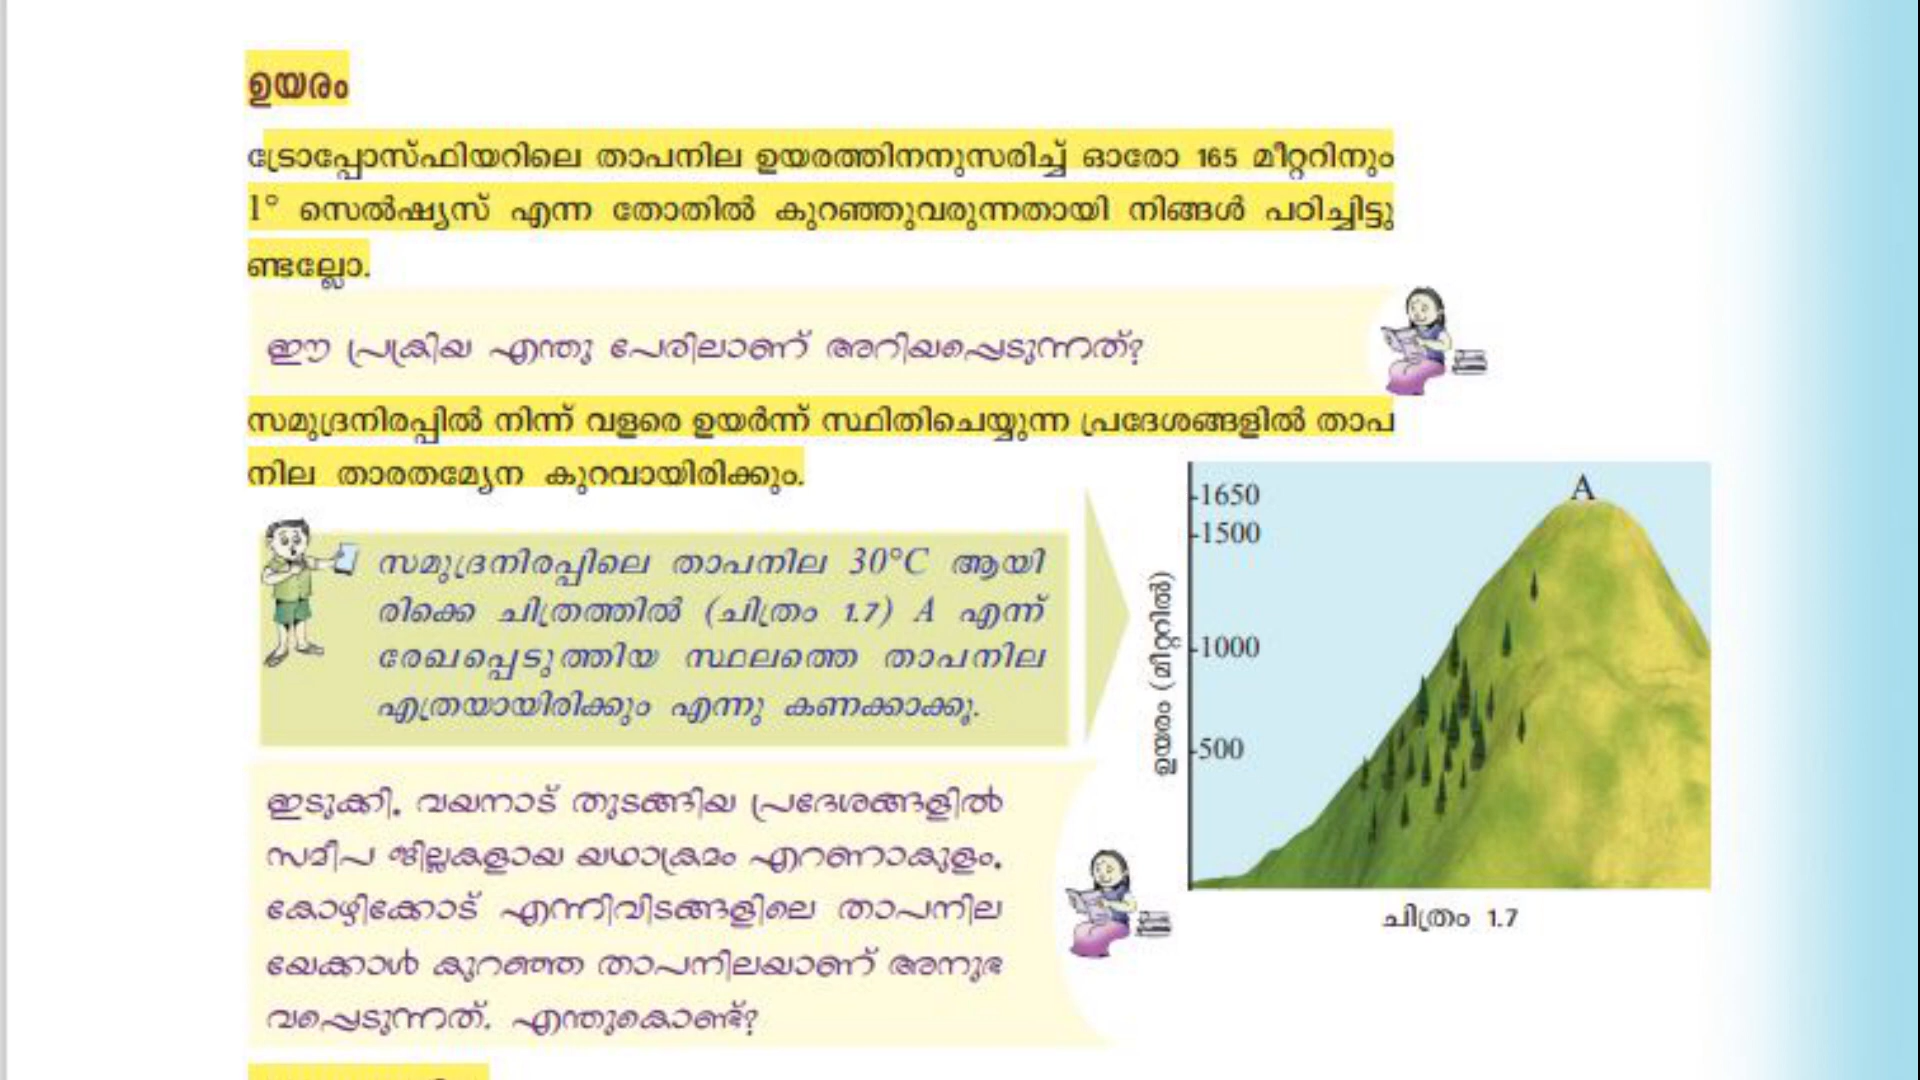 ഉയരം
ട്രോപ്പോസ്ഫിയറിലെ താപനില ഉയരത്തിനനുസരിച്ച് ഓരോ 165 മീറ്ററിനും
1° സെൽഷ്യസ് എന്ന തോതിൽ കുറഞ്ഞുവരുന്നതായി നിങ്ങൾ പഠിച്ചിട്ടു
ണ്ടല്ലോ.
ഈ പ്രക്രിയ എന്തു പേരിലാണ് അറിയപ്പെടുന്നത്?
സമുദ്രനിരപ്പിൽ നിന്ന് വളരെ ഉയർന്ന് സ്ഥിതിചെയ്യുന്ന പ്രദേശങ്ങളിൽ താപ
നില താരതമ്യേന കുറവായിരിക്കും.
സമുദ്രനിരപ്പിലെ താപനില 30°C ആയി
രിക്കെ ചിത്രത്തിൽ (ചിത്രം 1.7) A എന്ന്
രേഖപ്പെടുത്തിയ സ്ഥലത്തെ താപനില
എത്രയായിരിക്കും എന്നു കണക്കാക്കൂ.
A
1650
1500
1000
500
ഉയരം (മീറ്ററിൽ)
ചിത്രം 1.7
ഇടുക്കി, വയനാട് തുടങ്ങിയ പ്രദേശങ്ങളിൽ
സമീപ ജില്ലകളായ യഥാക്രമം എറണാകുളം,
കോഴിക്കോട് എന്നിവിടങ്ങളിലെ താപനില
യേക്കാൾ കുറഞ്ഞ താപനിലയാണ് അനുഭ
വപ്പെടുന്നത്. എന്തുകൊണ്ട്?